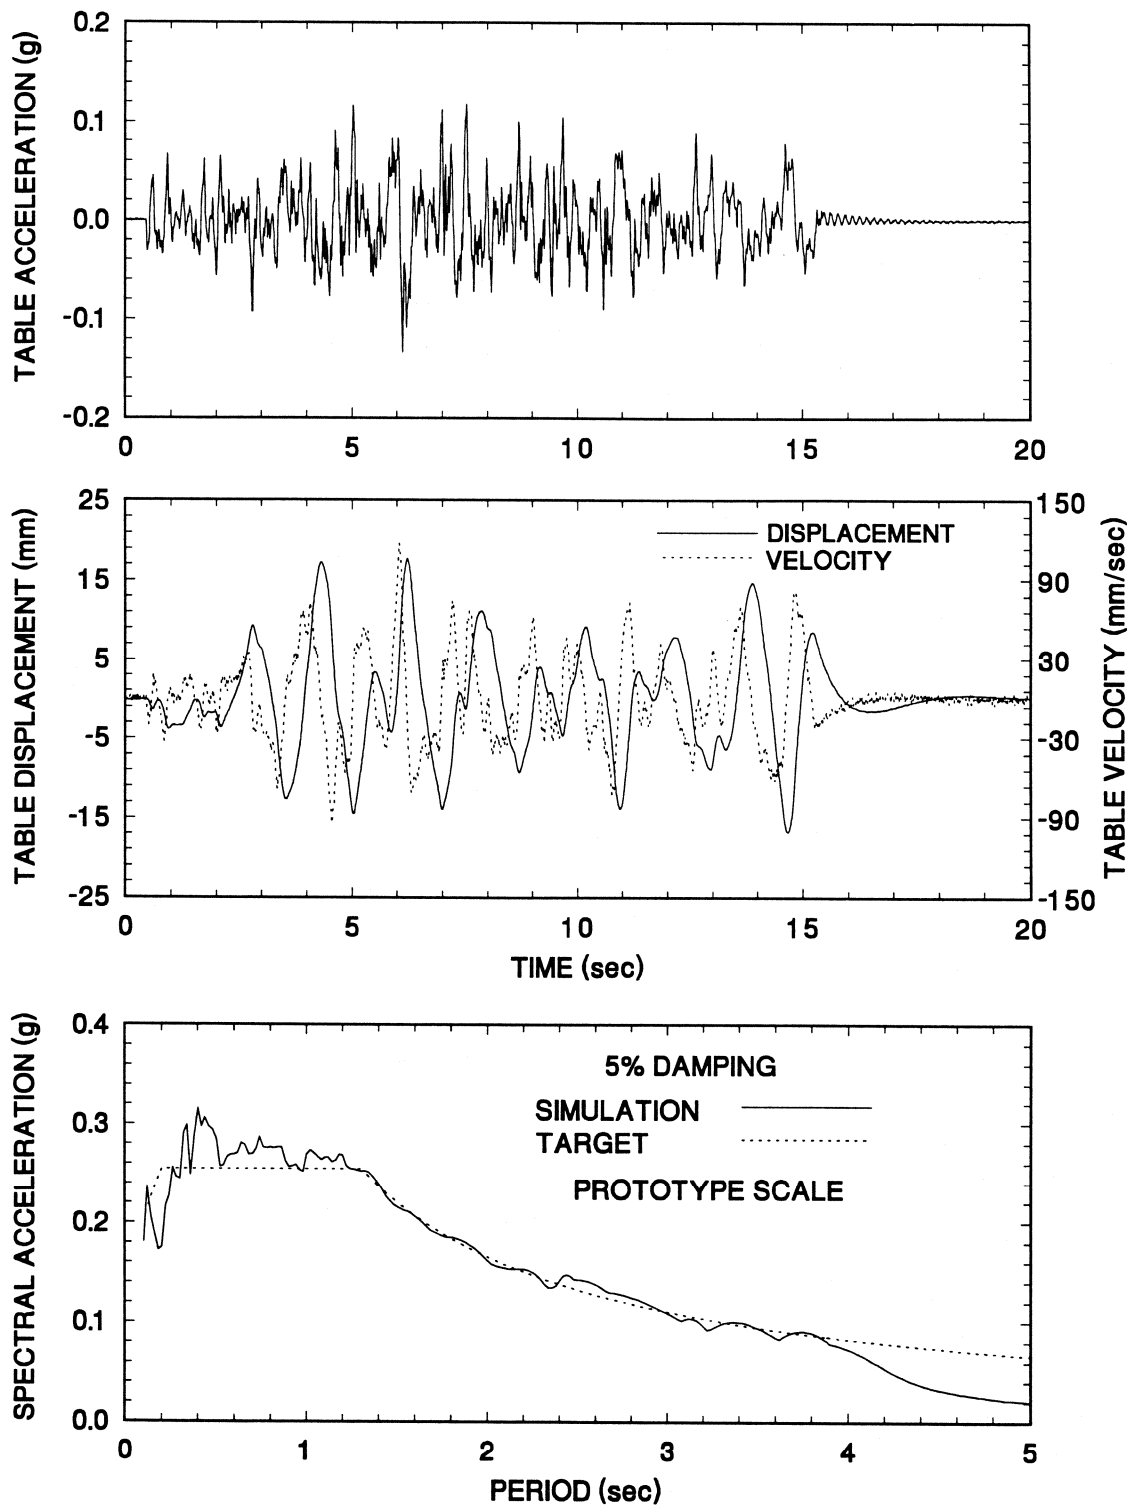 TABLE ACCELERATION (g)
0.2
0.1
0.0
-0.1
-0.2
0 5 10 15 20
TABLE DISPLACEMENT (mm)
25
15
5
-5
-15
-25
DISPLACEMENT
VELOCITY
150
90
30
-30
-90
-150
TABLE VELOCITY (mm/sec)
0 5 10 15 20
TIME (sec)
SPECTRAL ACCELERATION (g)
0.4
0.3
0.2
0.1
0.0
5% DAMPING
SIMULATION
TARGET
PROTOTYPE SCALE
0 1 2 3 4 5
PERIOD (sec)